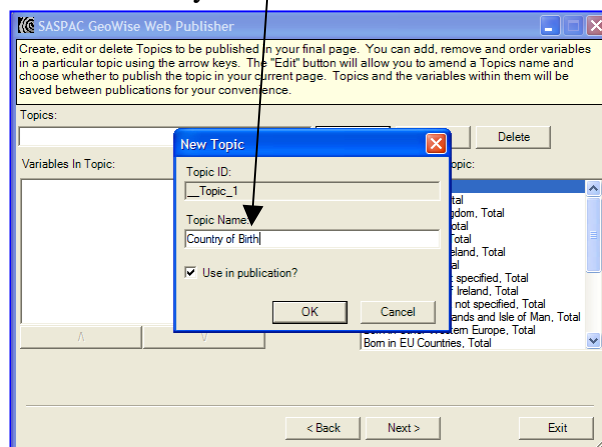 SASPAC GeoWise Web Publisher
Create, edit or delete Topics to be published in your final page. You can add, remove and order variables
in a particular topic using the arrow keys. The "Edit" button will allow you to amend a Topics name and
choose whether to publish the topic in your current page. Topics and the variables within them will be
saved between publications for your convenience.
Topics:
Delete
Variables In Topic:
New Topic
Topic ID:
__Topic_1
Topic Name:
Country of Birth
Use in publication?
OK
Cancel
opic:
tal
gdom, Total
otal
Total
eland, Total
al
specified, Total
f Ireland, Total
not specified, Total
ands and Isle of Man, Total
Western Europe, Total
Born in EU Countries, Total
< Back
Next >
Exit